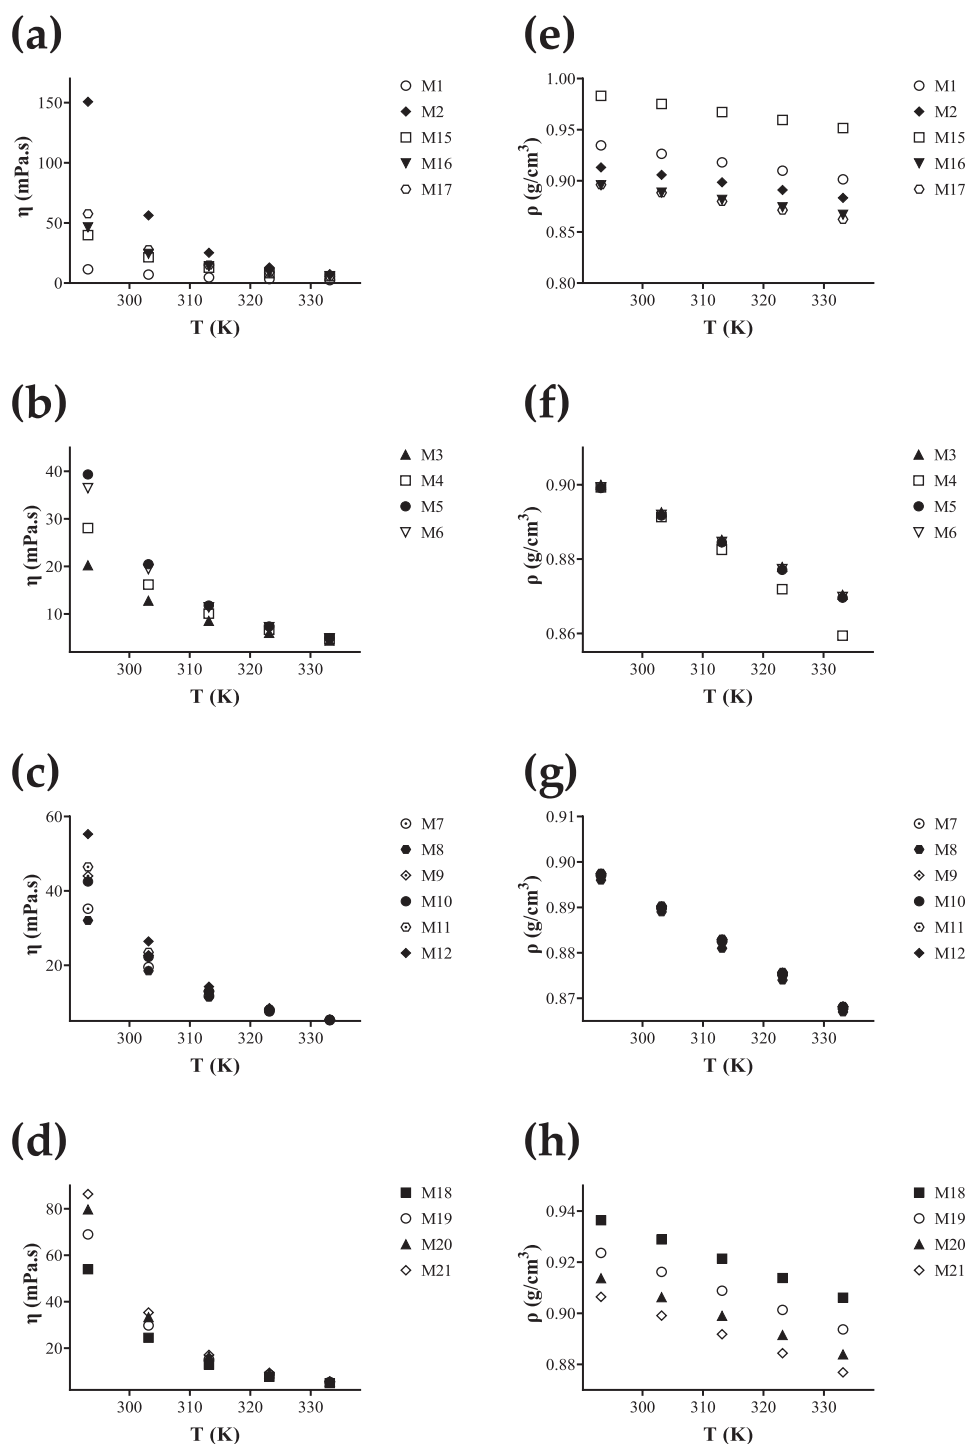 (a)
η (mPa.s)
150
100
50
0
300 310 320 330
T (K)
M1
M2
M15
M16
M17
(e)
ρ (g/cm³)
1.00
0.95
0.90
0.85
0.80
300 310 320 330
T (K)
M1
M2
M15
M16
M17
(b)
η (mPa.s)
40
30
20
10
300 310 320 330
T (K)
M3
M4
M5
M6
(f)
ρ (g/cm³)
0.90
0.88
0.86
300 310 320 330
T (K)
M3
M4
M5
M6
(c)
η (mPa.s)
60
40
20
300 310 320 330
T (K)
M7
M8
M9
M10
M11
M12
(g)
ρ (g/cm³)
0.91
0.90
0.89
0.88
0.87
300 310 320 330
T (K)
M7
M8
M9
M10
M11
M12
(d)
η (mPa.s)
80
60
40
20
300 310 320 330
T (K)
M18
M19
M20
M21
(h)
ρ (g/cm³)
0.94
0.92
0.90
0.88
300 310 320 330
T (K)
M18
M19
M20
M21